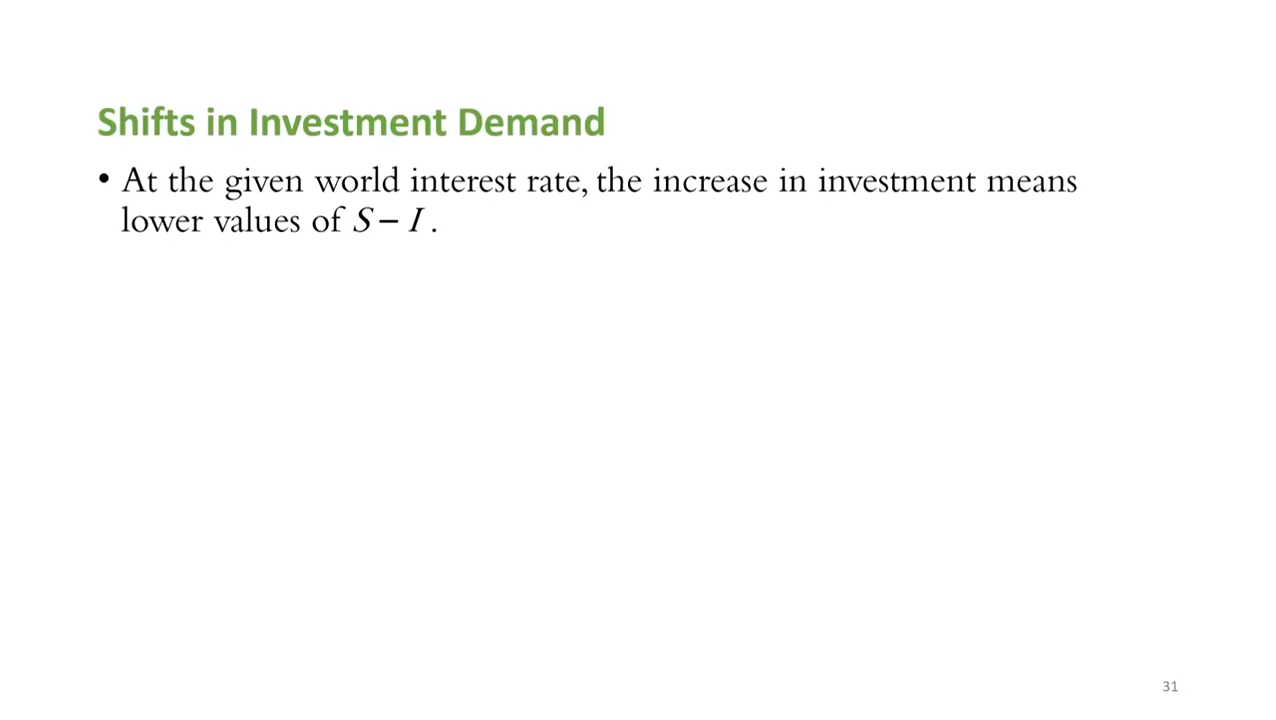 Shifts in Investment Demand
• At the given world interest rate, the increase in investment means
lower values of S − I .
31